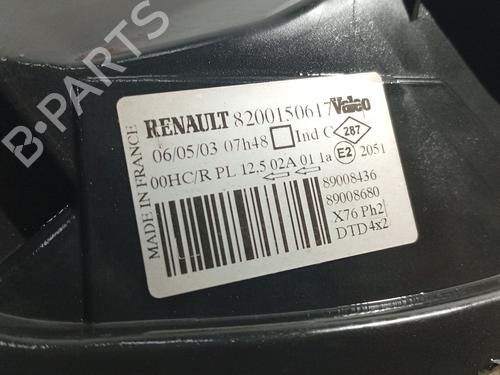 B-PARTS
RENAULT 8200150617 Valeo
06/05/03 07h48 Ind C 287
00HC/R PL 12.5 02A 01 1a E2 2051
MADE IN FRANCE
89008436
89008680
X76 Ph2
DTD4x2